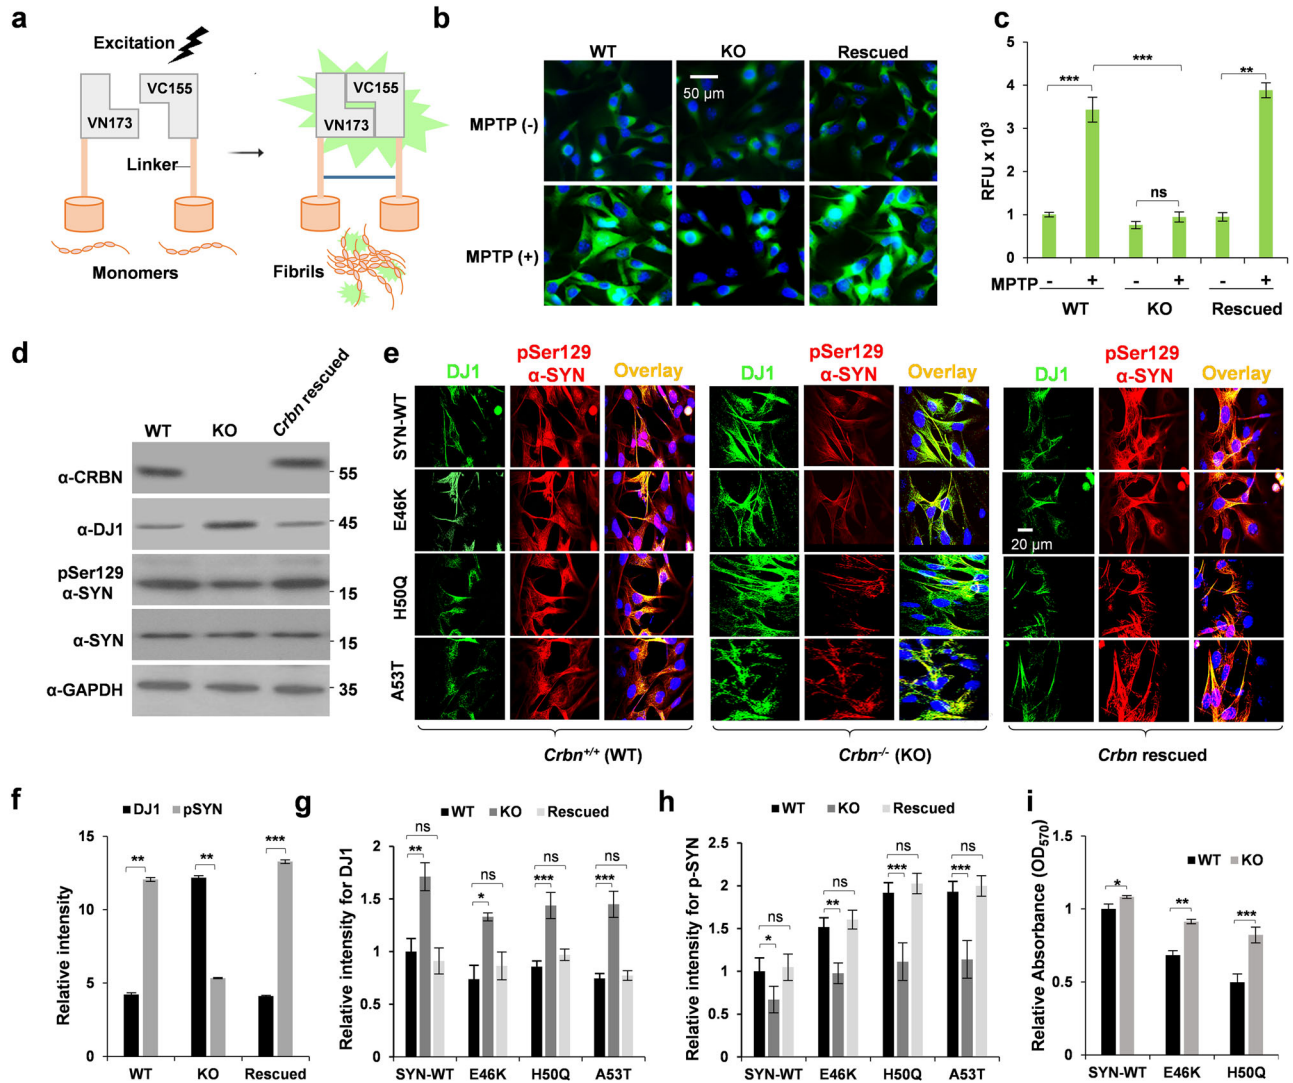 a
Excitation
VC155
VN173
Linker
VC155
VN173
Monomers
Fibrils
b
WT
KO
Rescued
50 µm
MPTP (-)
MPTP (+)
c
RFU x 10³
5
4
3
2
1
0
***
***
**
ns
MPTP
-
+
-
+
-
+
WT
KO
Rescued
d
WT
KO
Crbn rescued
α-CRBN
55
α-DJ1
45
pSer129
α-SYN
15
α-SYN
15
α-GAPDH
35
e
DJ1
pSer129
α-SYN
Overlay
DJ1
pSer129
α-SYN
Overlay
DJ1
pSer129
α-SYN
Overlay
SYN-WT
E46K
H50Q
A53T
20 µm
Crbn⁺/⁺ (WT)
Crbn⁻/⁻ (KO)
Crbn rescued
f
DJ1
pSYN
Relative intensity
15
10
5
0
**
**
***
WT
KO
Rescued
g
WT
KO
Rescued
Relative intensity for DJ1
2
1.5
1
0.5
0
ns
**
ns
*
ns
***
ns
***
SYN-WT
E46K
H50Q
A53T
h
WT
KO
Rescued
Relative intensity for p-SYN
2.5
2
1.5
1
0.5
0
ns
*
ns
**
ns
***
ns
***
SYN-WT
E46K
H50Q
A53T
i
WT
KO
Relative Absorbance (OD₅₇₀)
1.5
1
0.5
0
*
**
***
SYN-WT
E46K
H50Q